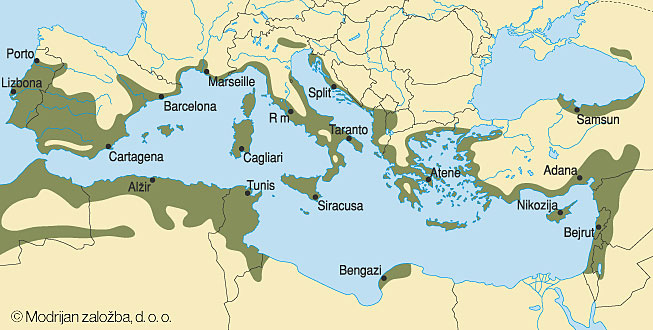 Porto
Lizbona
Marseille
Barcelona
Cartagena
Split
R m
Taranto
Cagliari
Samsun
Adana
Atene
Alžir
Tunis
Siracusa
Nikozija
Bejrut
Bengazi
© Modrijan založba, d. o. o.